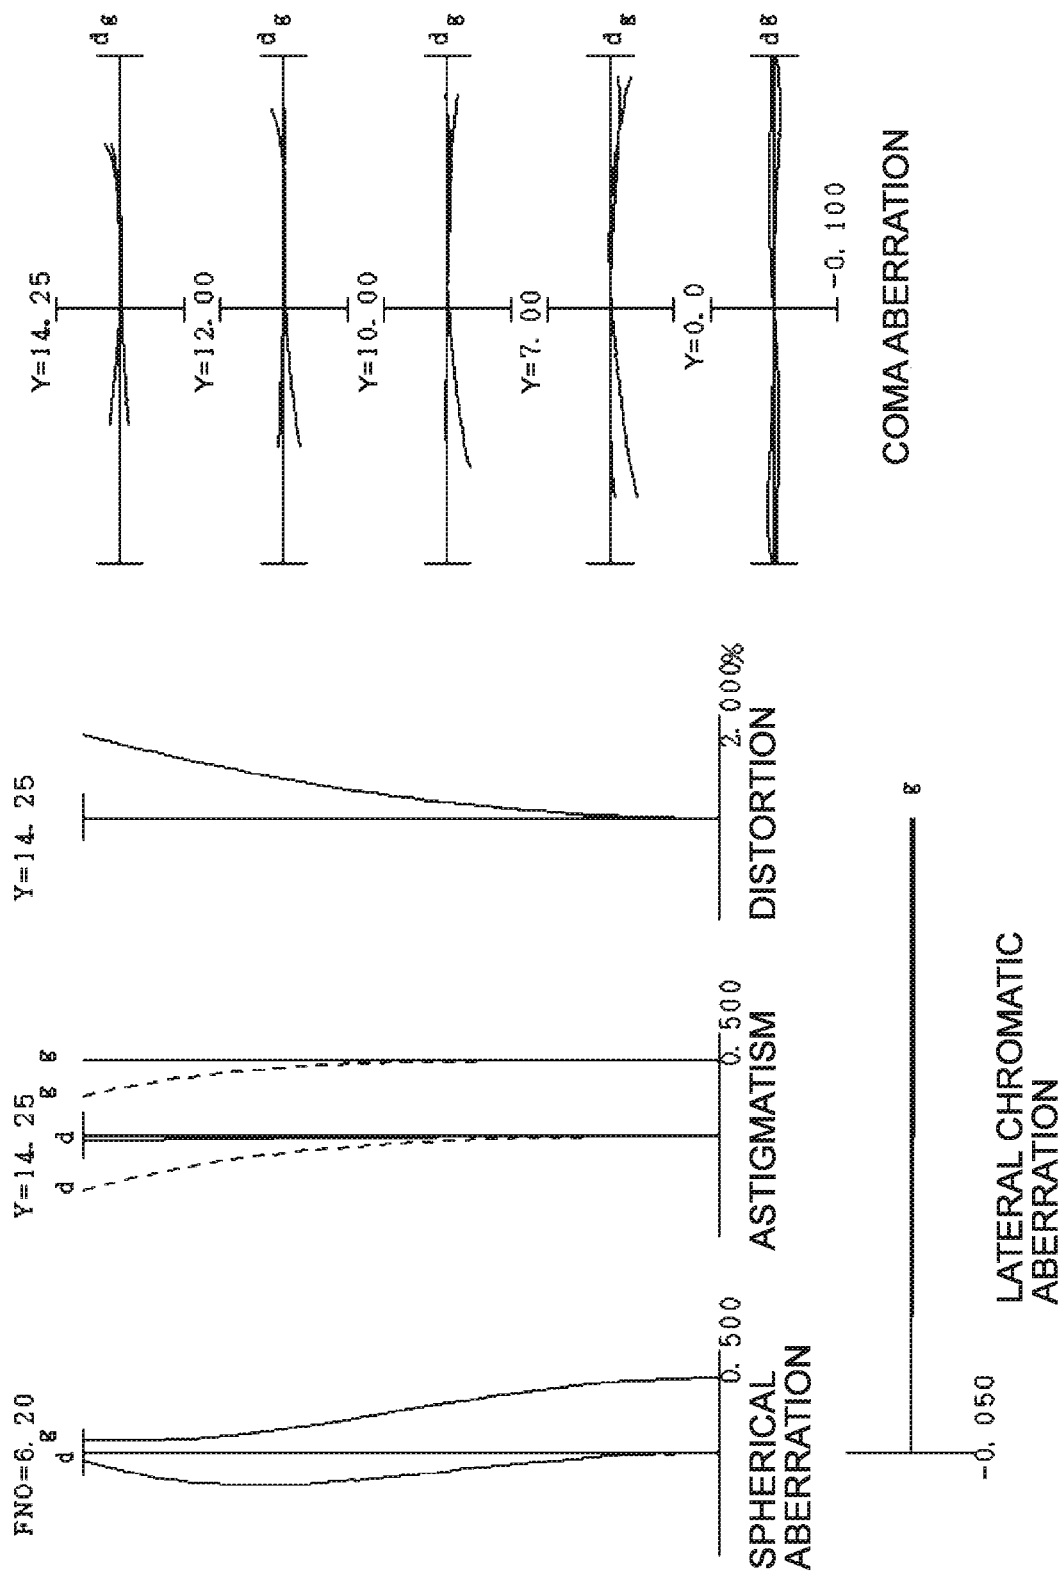 FNO=6.20
d
g
0.500
SPHERICAL
ABERRATION
Y=14.25
d
g
d
g
0.500
ASTIGMATISM
Y=14.25
2.000%
DISTORTION
Y=14.25
d
g
Y=12.00
d
g
Y=10.00
d
g
Y=7.00
d
g
Y=0.0
d
g
-0.100
COMA ABERRATION
g
-0.050
LATERAL CHROMATIC
ABERRATION